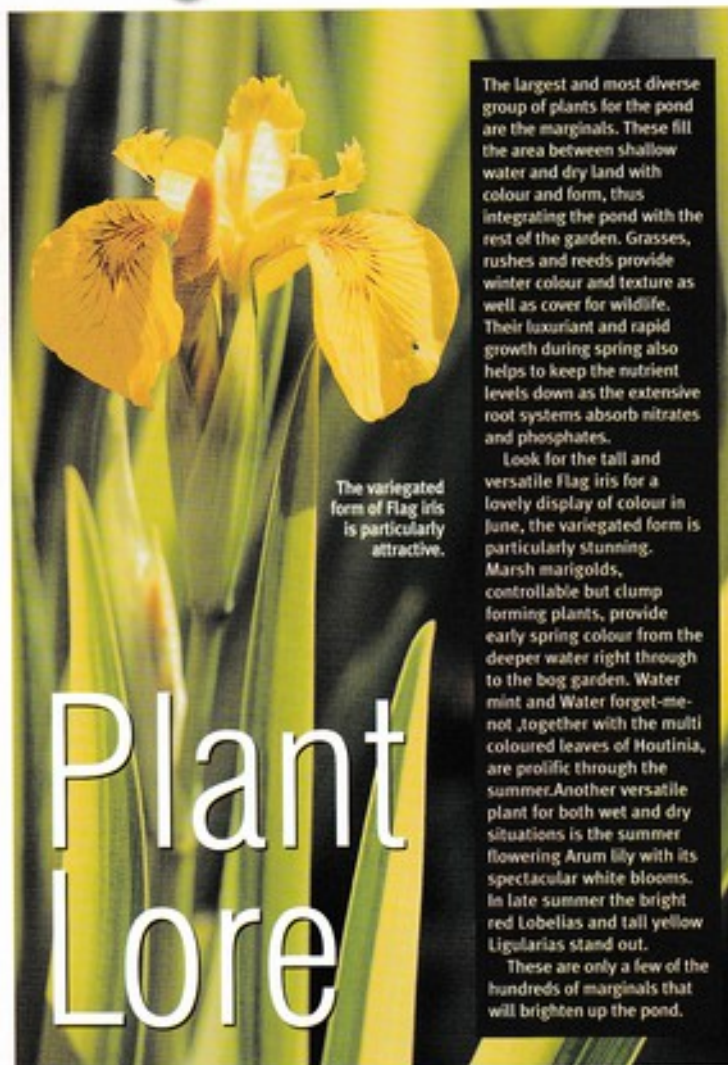 The largest and most diverse
group of plants for the pond
are the marginals. These fill
the area between shallow
water and dry land with
colour and form, thus
integrating the pond with the
rest of the garden. Grasses,
rushes and reeds provide
winter colour and texture as
well as cover for wildlife.
Their luxuriant and rapid
growth during spring also
helps to keep the nutrient
levels down as the extensive
root systems absorb nitrates
and phosphates.
Look for the tall and
versatile Flag iris for a
lovely display of colour in
June, the variegated form is
particularly stunning.
Marsh marigolds,
controllable but clump
forming plants, provide
early spring colour from the
deeper water right through
to the bog garden. Water
mint and Water forget-me-
not ,together with the multi
coloured leaves of Houtinia,
are prolific through the
summer.Another versatile
plant for both wet and dry
situations is the summer
flowering Arum lily with its
spectacular white blooms.
In late summer the bright
red Lobelias and tall yellow
Ligularias stand out.
These are only a few of the
hundreds of marginals that
will brighten up the pond.
The variegated
form of Flag iris
is particularly
attractive.
Plant
Lore